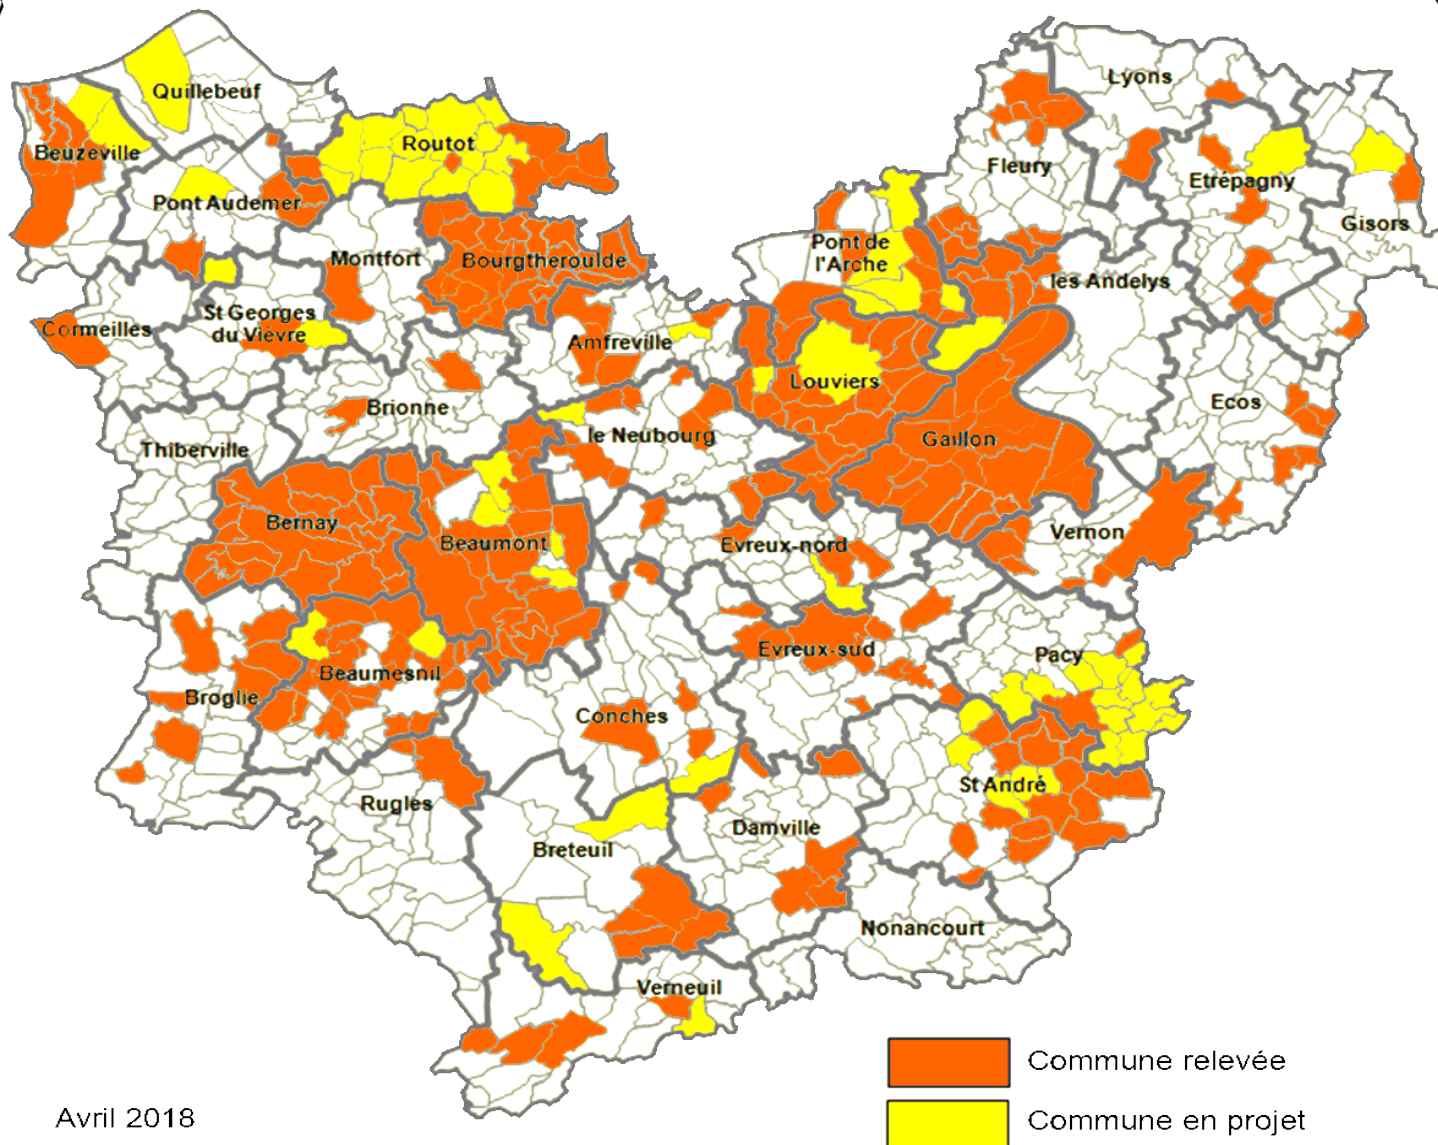 Lyons
Quillebeuf
Routot
Beuzeville
Fleury
Etrépagny
Pont Audemer
Gisors
Pont de
l'Arche
Montfort
Bourgtheroulde
les Andelys
St Georges
du Vièvre
Cormeilles
Amfreville
Louviers
Brionne
Ecos
le Neubourg
Gaillon
Thiberville
Bernay
Vernon
Beaumont
Evreux-nord
Evreux-sud
Pacy
Beaumesnil
Broglie
Conches
St André
Rugles
Damville
Breteuil
Nonancourt
Verneuil
Commune relevée
Avril 2018
Commune en projet